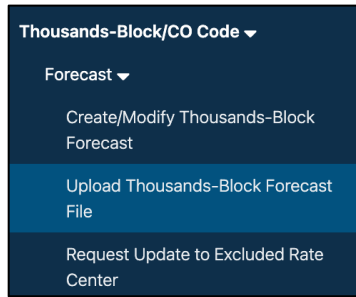 Thousands-Block/CO Code
Forecast
Create/Modify Thousands-Block
Forecast
Upload Thousands-Block Forecast
File
Request Update to Excluded Rate
Center